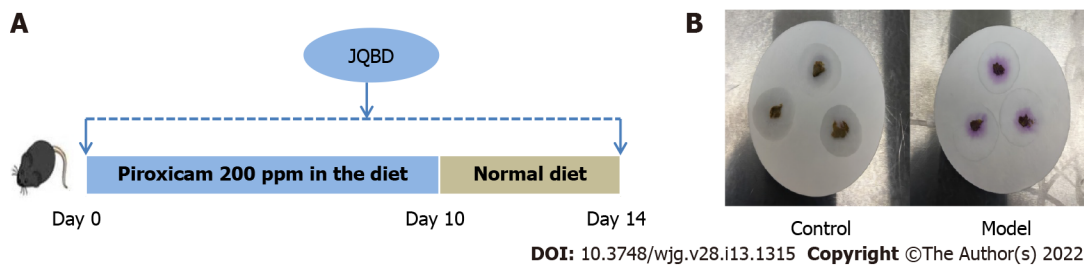 A
JQBD
Piroxicam 200 ppm in the diet
Normal diet
Day 0
Day 10
Day 14
B
Control
Model
DOI: 10.3748/wjg.v28.i13.1315 Copyright ©The Author(s) 2022